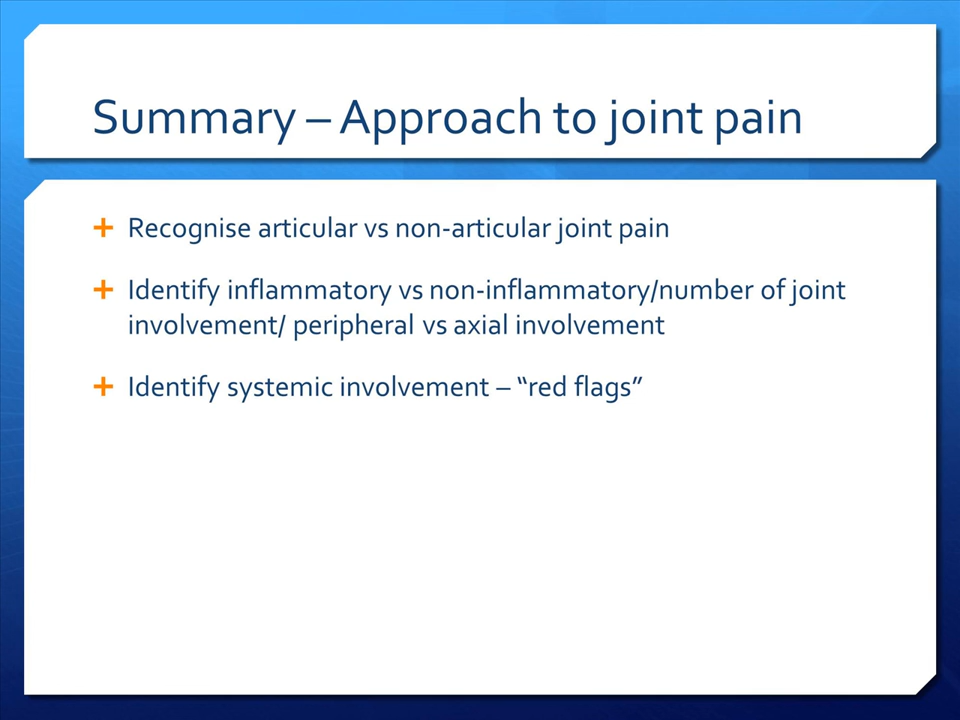 Summary – Approach to joint pain
Recognise articular vs non-articular joint pain
Identify inflammatory vs non-inflammatory/number of joint
involvement/ peripheral vs axial involvement
Identify systemic involvement – “red flags”